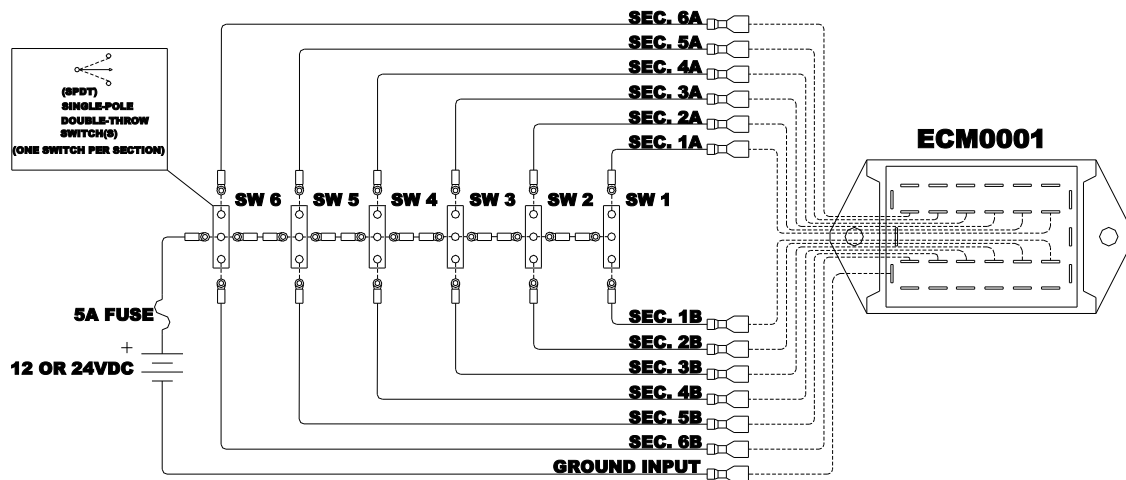 SEC. 6A
SEC. 5A
SEC. 4A
SEC. 3A
SEC. 2A
SEC. 1A
(SPDT)
SINGLE-POLE
DOUBLE-THROW
SWITCH(S)
(ONE SWITCH PER SECTION)
ECM0001
SW 6
SW 5
SW 4
SW 3
SW 2
SW 1
5A FUSE
+
12 OR 24VDC
SEC. 1B
SEC. 2B
SEC. 3B
SEC. 4B
SEC. 5B
SEC. 6B
GROUND INPUT